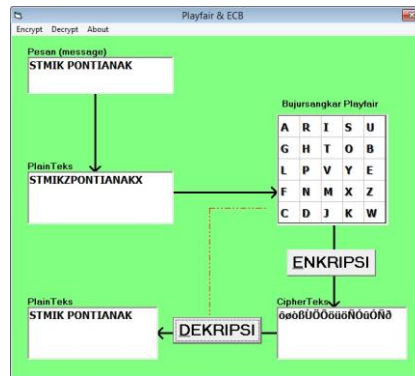 Playfair & ECB
Encrypt Decrypt About
Pesan (message)
STMIK PONTIANAK
Bujursangkar Playfair
A R I S U
G H T O B
L P V Y E
F N M X Z
C D J K W
PlainTeks
STMIKZPONTIANAKX
ENKRIPSI
PlainTeks
STMIK PONTIANAK
DEKRIPSI
CipherTeks